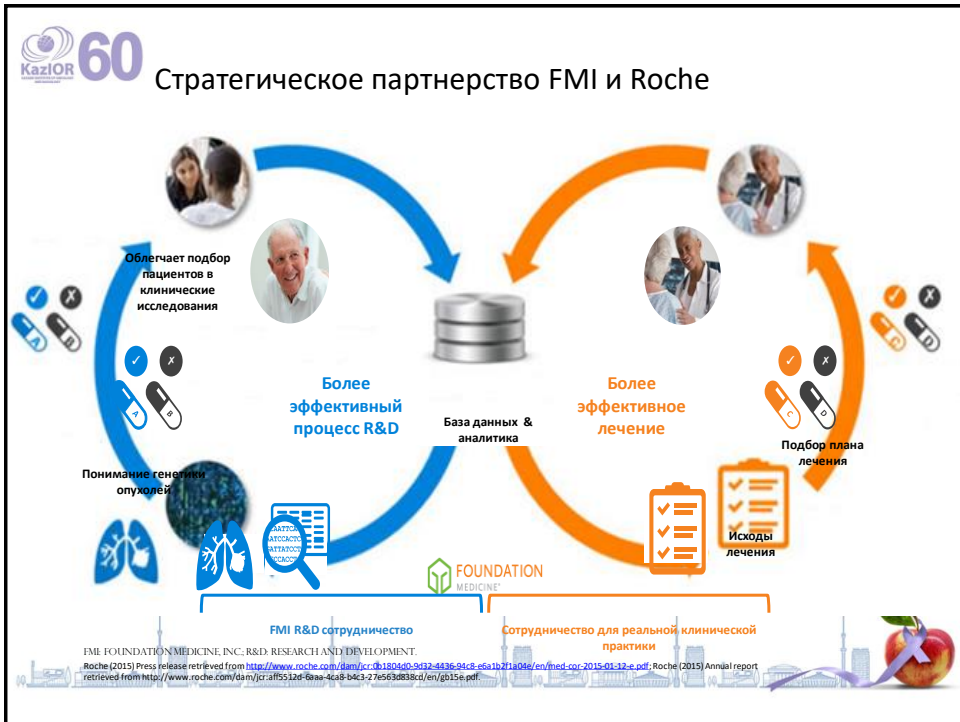 KazIOR 60
Стратегическое партнерство FMI и Roche
Облегчает подбор
пациентов в
клинические
исследования
A
B
A
B
Более
эффективный
процесс R&D
База данных &
аналитика
Более
эффективное
лечение
C
D
C
D
Подбор плана
лечения
Понимание генетики
опухолей
Исходы
лечения
FOUNDATION
MEDICINE®
FMI R&D сотрудничество
Сотрудничество для реальной клинической
практики
FMI: FOUNDATION MEDICINE, INC.; R&D: RESEARCH AND DEVELOPMENT.
Roche (2015) Press release retrieved from http://www.roche.com/dam/jcr:0b1804d0-9d32-4436-94c8-e6a1b2f1a04e/en/med-cor-2015-01-12-e.pdf; Roche (2015) Annual report
retrieved from http://www.roche.com/dam/jcr:aff5512d-6aaa-4ca8-b4c3-27e563d838cd/en/gb15e.pdf.